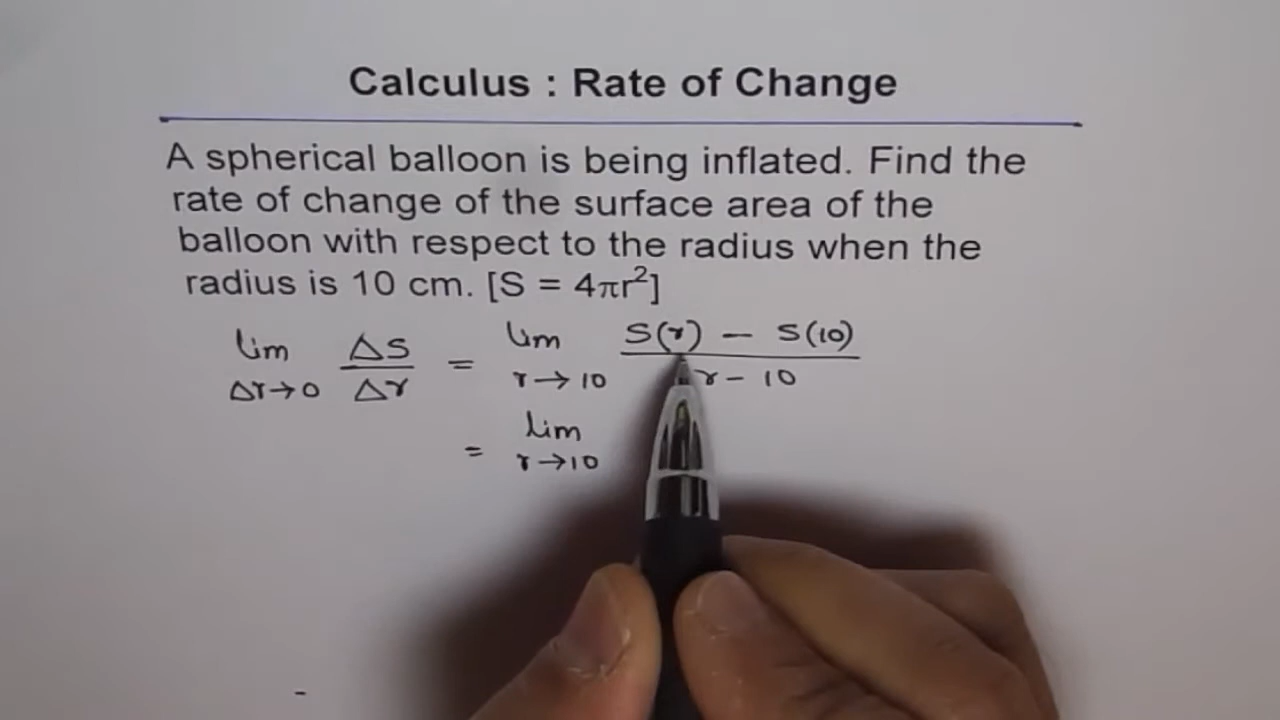 Calculus : Rate of Change
A spherical balloon is being inflated. Find the
rate of change of the surface area of the
balloon with respect to the radius when the
radius is 10 cm. [S = 4πr²]
lim ΔS = lim S(r) − S(10)
Δr→0 Δr r→10 r − 10
= lim
r→10